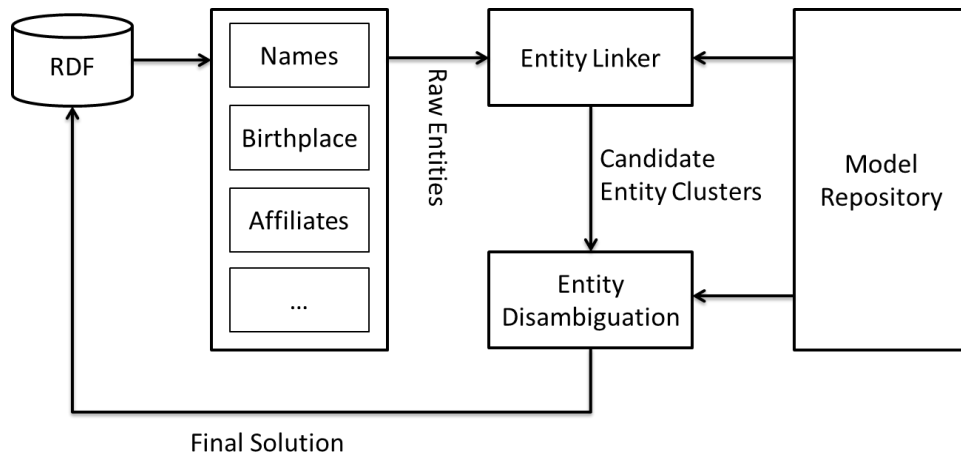 RDF
Names
Birthplace
Affiliates
...
Raw Entities
Entity Linker
Candidate
Entity Clusters
Entity
Disambiguation
Model
Repository
Final Solution